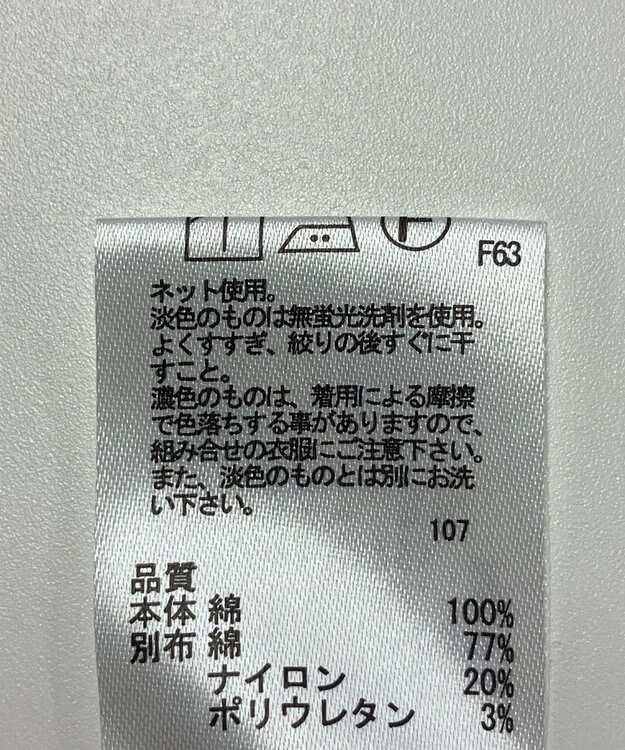 F63
ネット使用。
淡色のものは無蛍光洗剤を使用。
よくすすぎ、絞りの後すぐに干
すこと。
濃色のものは、着用による摩擦
で色落ちする事がありますので、
組み合せの衣服にご注意下さい。
また、淡色のものとは別にお洗
い下さい。
107
品質
本体 綿 100%
別布 綿 77%
ナイロン 20%
ポリウレタン 3%